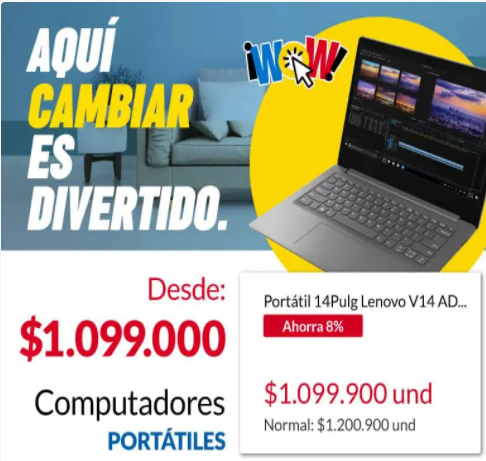 AQUÍ
CAMBIAR
ES
DIVERTIDO.
¡WOW!
Desde:
$1.099.000
Computadores
PORTÁTILES
Portátil 14Pulg Lenovo V14 AD...
Ahorra 8%
$1.099.900 und
Normal: $1.200.900 und